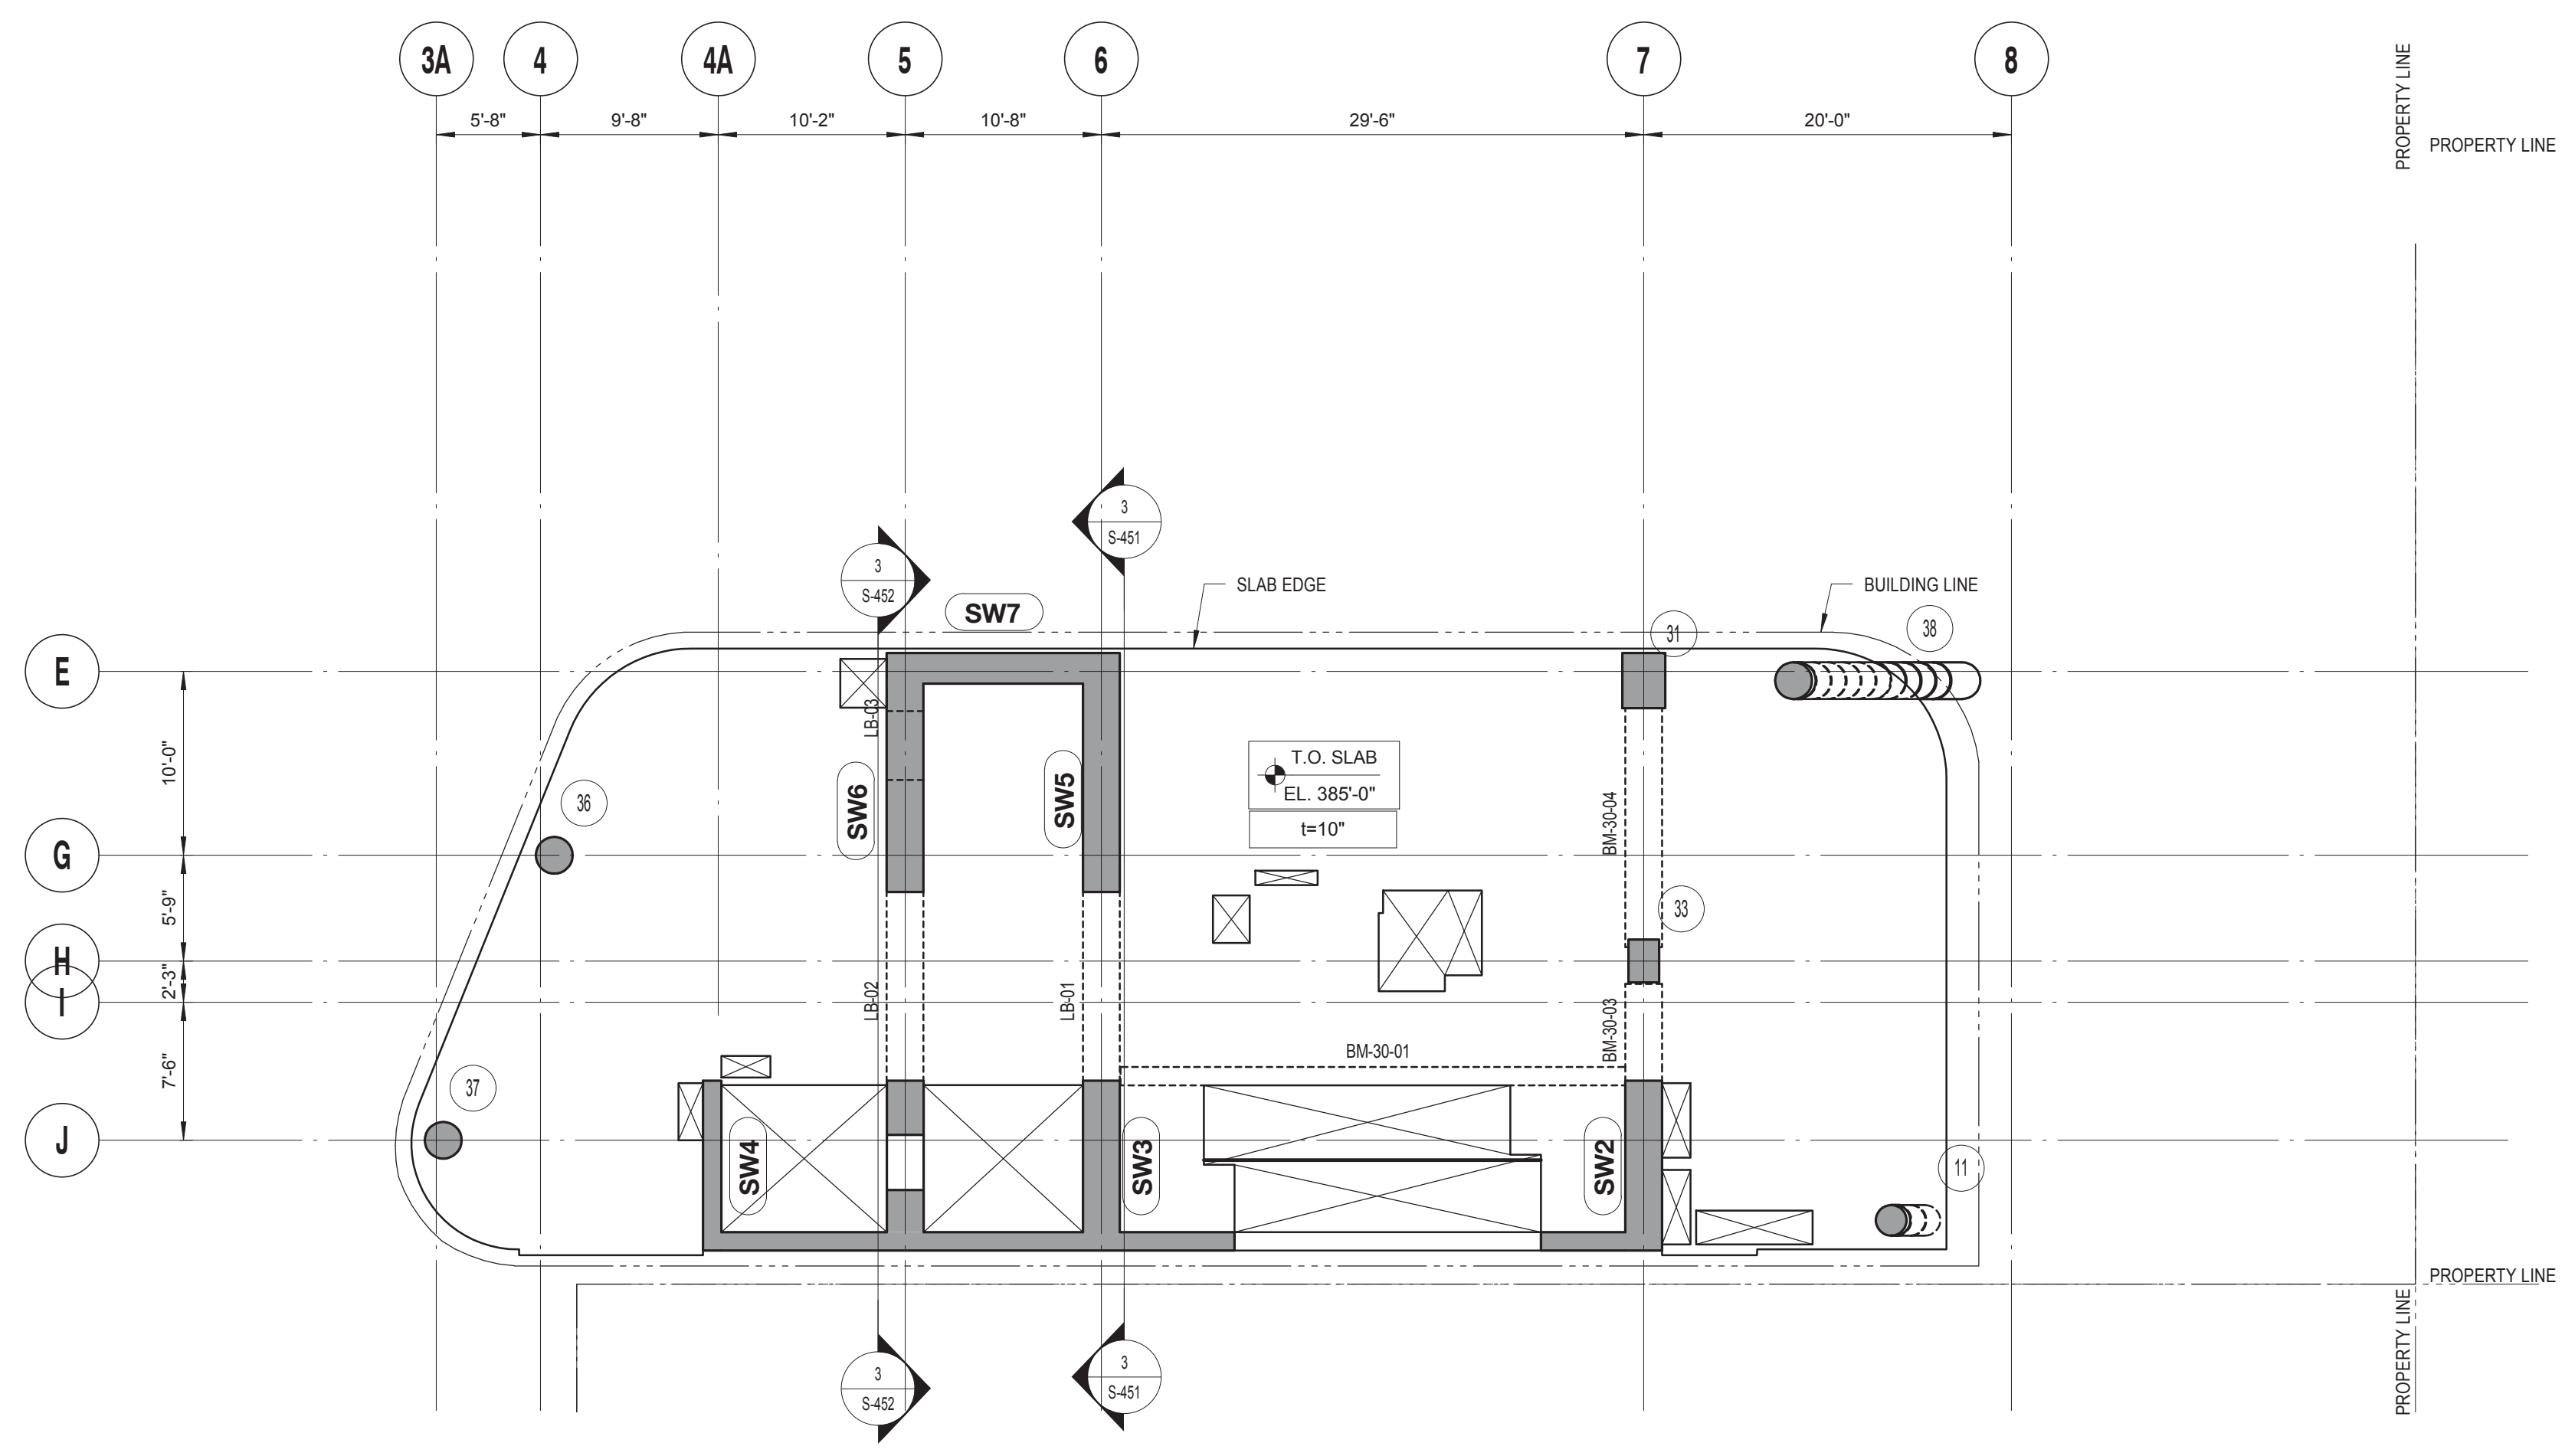 3A
4
4A
5
6
7
8
5'-8"
9'-8"
10'-2"
10'-8"
29'-6"
20'-0"
PROPERTY LINE
PROPERTY LINE
3
S-451
3
S-452
SLAB EDGE
BUILDING LINE
SW7
31
38
E
LB-03
10'-0"
T.O. SLAB
EL. 385'-0"
t=10"
SW6
SW5
36
BM-30-04
G
5'-9"
33
H
2'-3"
I
LB-02
LB-01
BM-30-03
BM-30-01
7'-6"
37
J
SW4
SW3
SW2
11
PROPERTY LINE
PROPERTY LINE
3
S-452
3
S-451